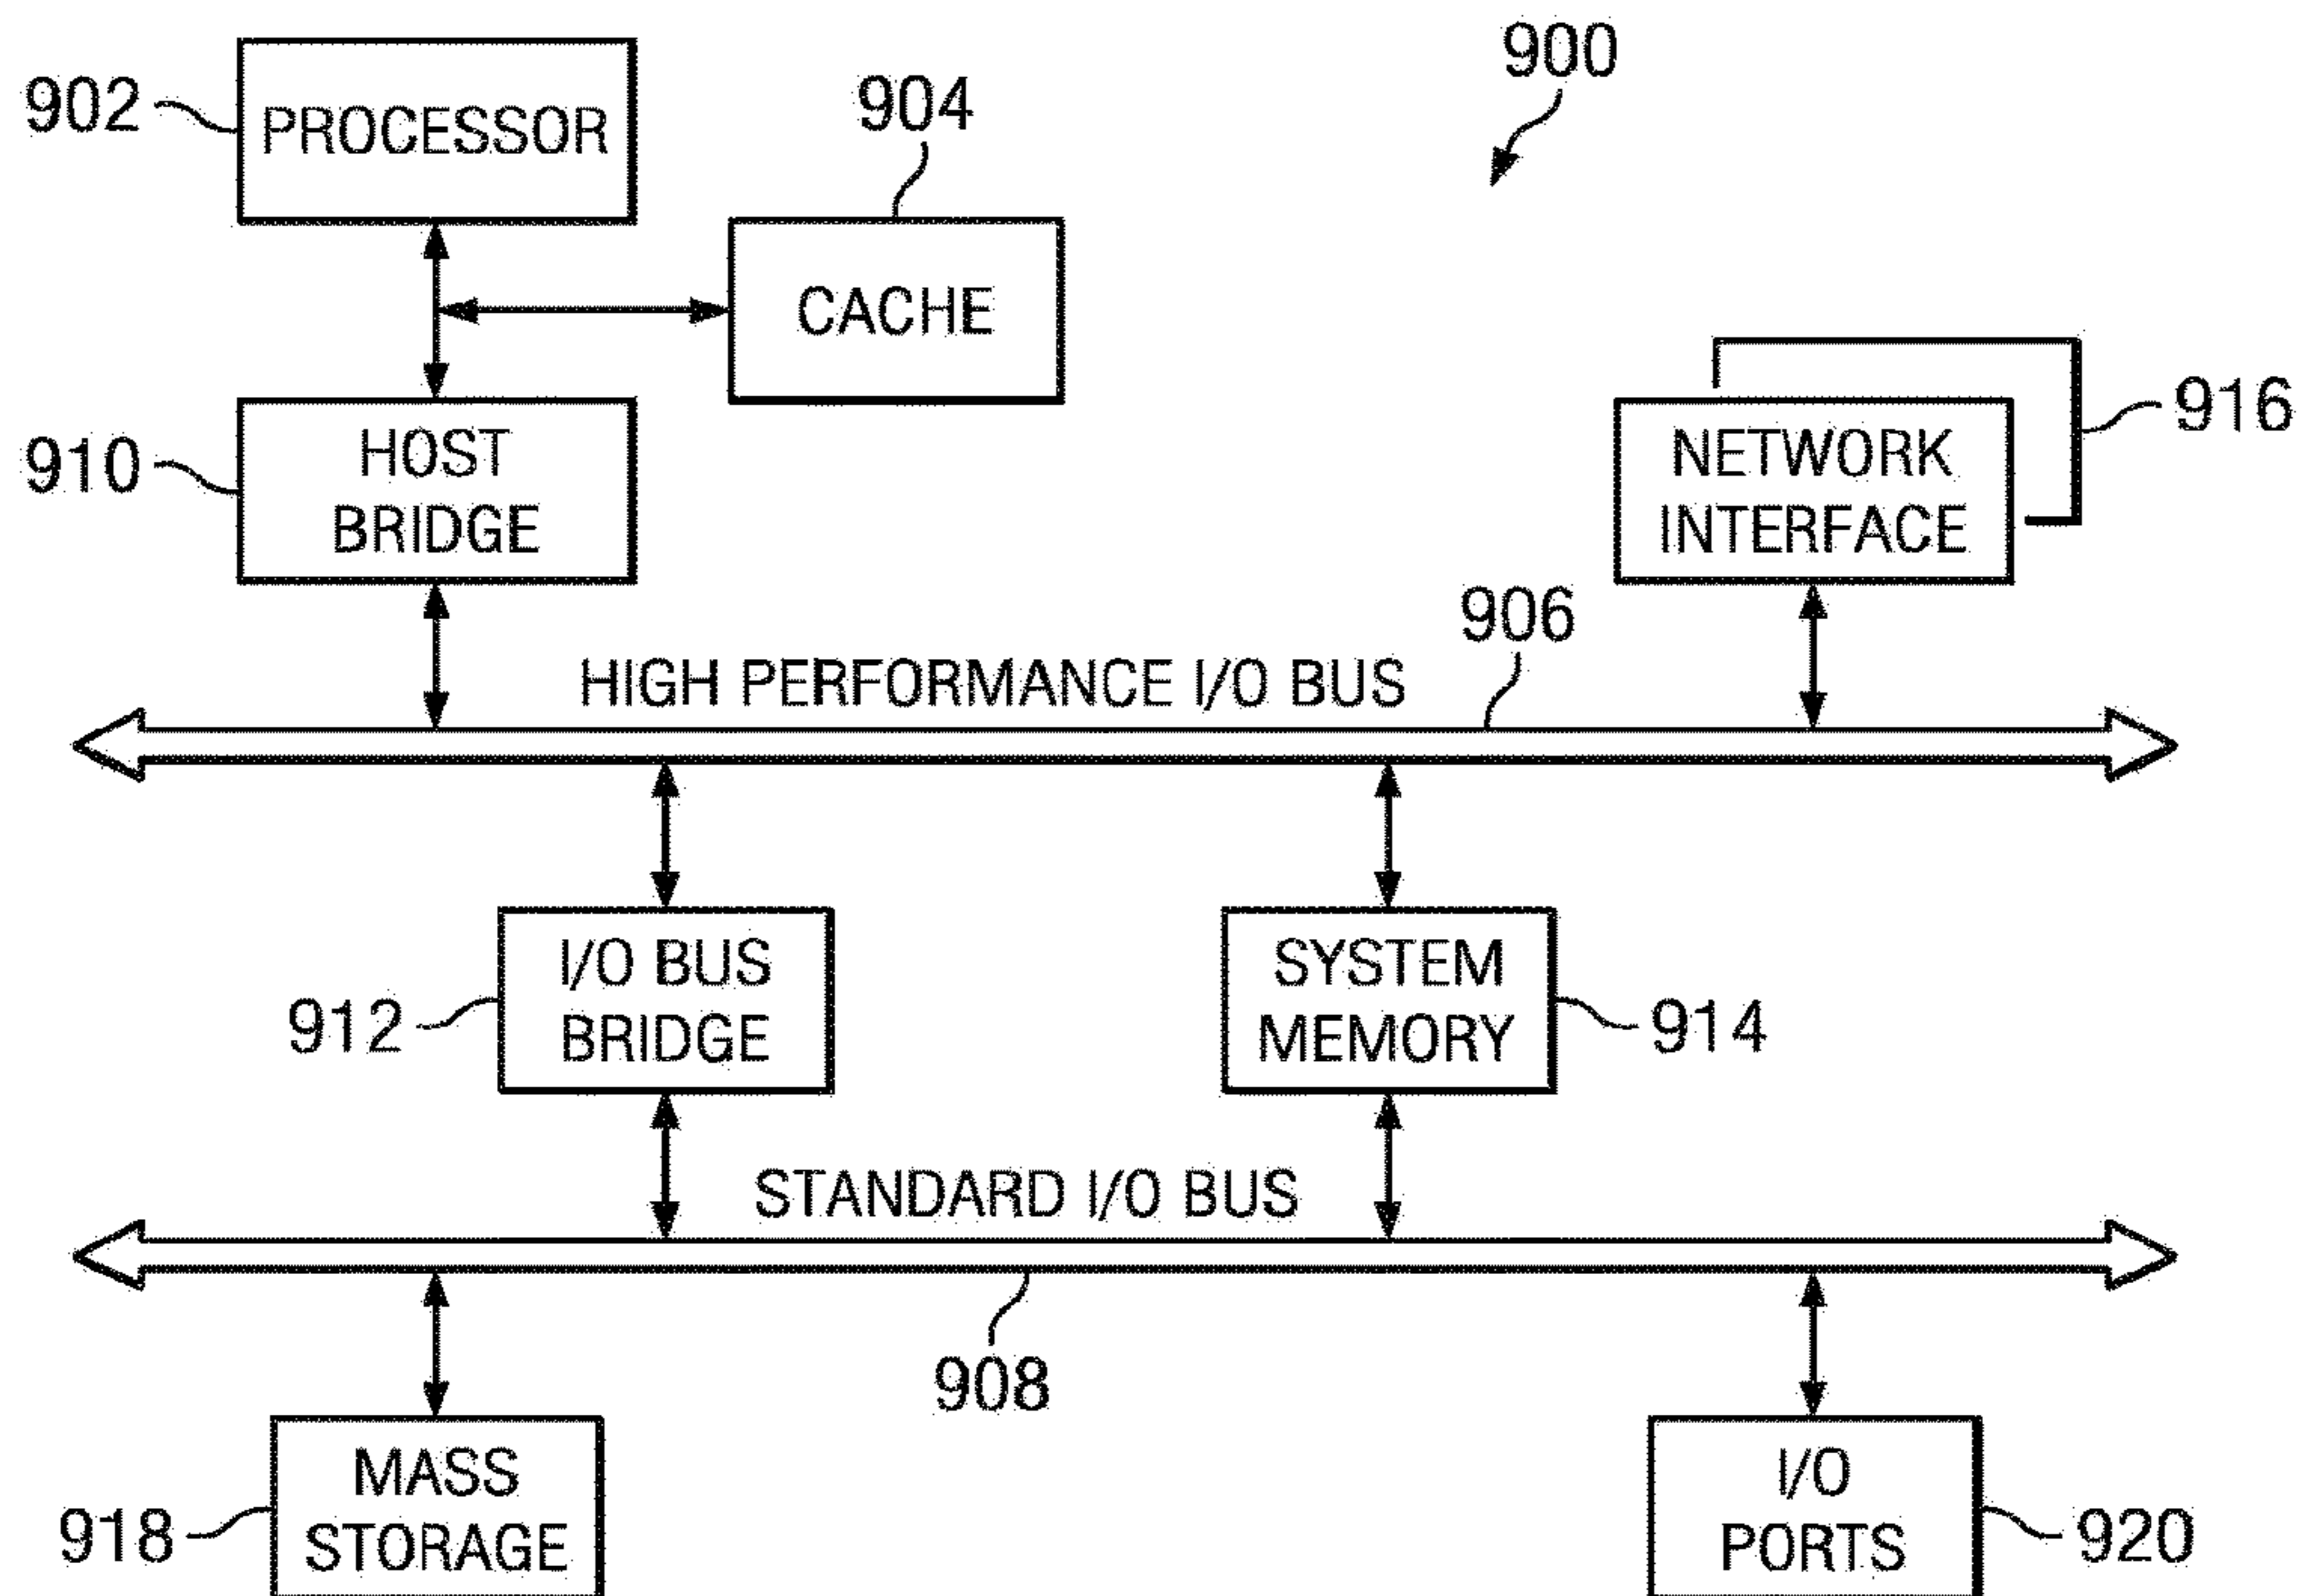 900
902
PROCESSOR
904
CACHE
910
HOST
BRIDGE
916
NETWORK
INTERFACE
906
HIGH PERFORMANCE I/O BUS
912
I/O BUS
BRIDGE
SYSTEM
MEMORY
914
STANDARD I/O BUS
908
918
MASS
STORAGE
I/O
PORTS
920